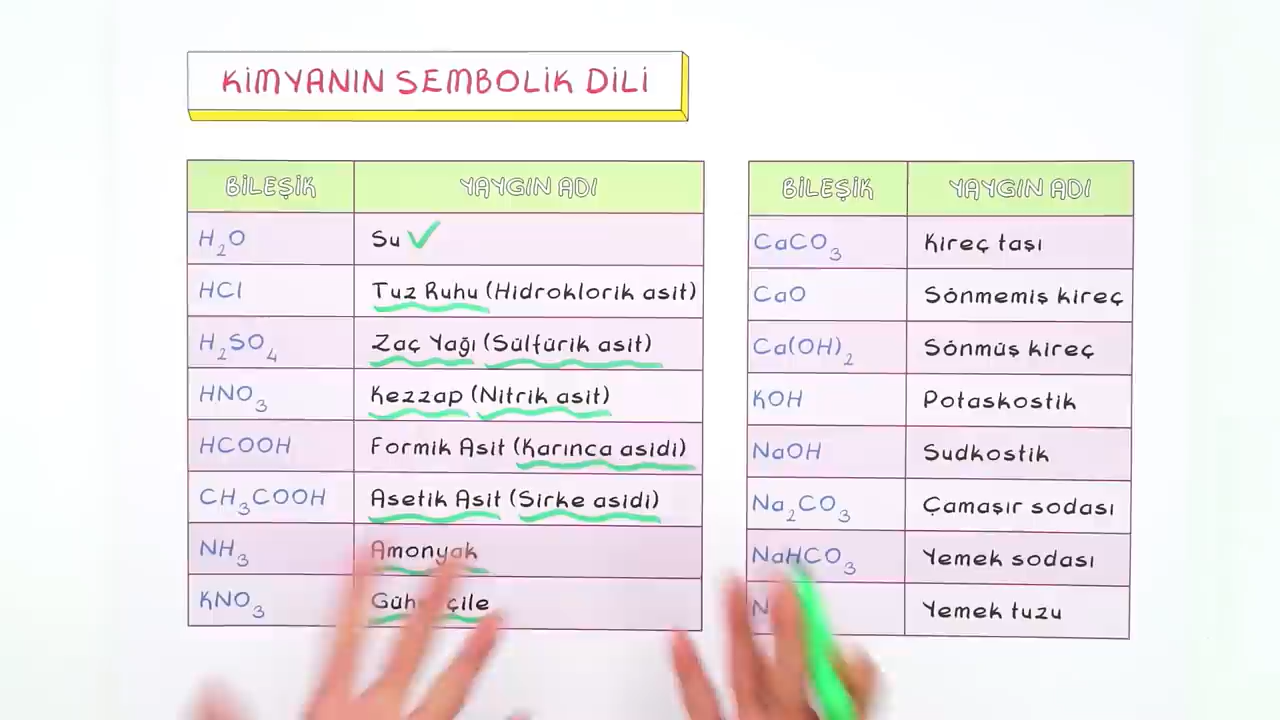 KİMYANIN SEMBOLİK DİLİ
BİLEŞİK YAYGIN ADI
H₂O Su ✓
HCl Tuz Ruhu (Hidroklorik asit)
H₂SO₄ Zaç Yağı (Sülfürik asit)
HNO₃ Kezzap (Nitrik asit)
HCOOH Formik Asit (Karınca asidi)
CH₃COOH Asetik Asit (Sirke asidi)
NH₃ Amonyak
KNO₃
BİLEŞİK YAYGIN ADI
CaCO₃ Kireç taşı
CaO Sönmemiş kireç
Ca(OH)₂ Sönmüş kireç
KOH Potaskostik
NaOH Sudkostik
Na₂CO₃ Çamaşır sodası
NaHCO₃ Yemek sodası
Yemek tuzu